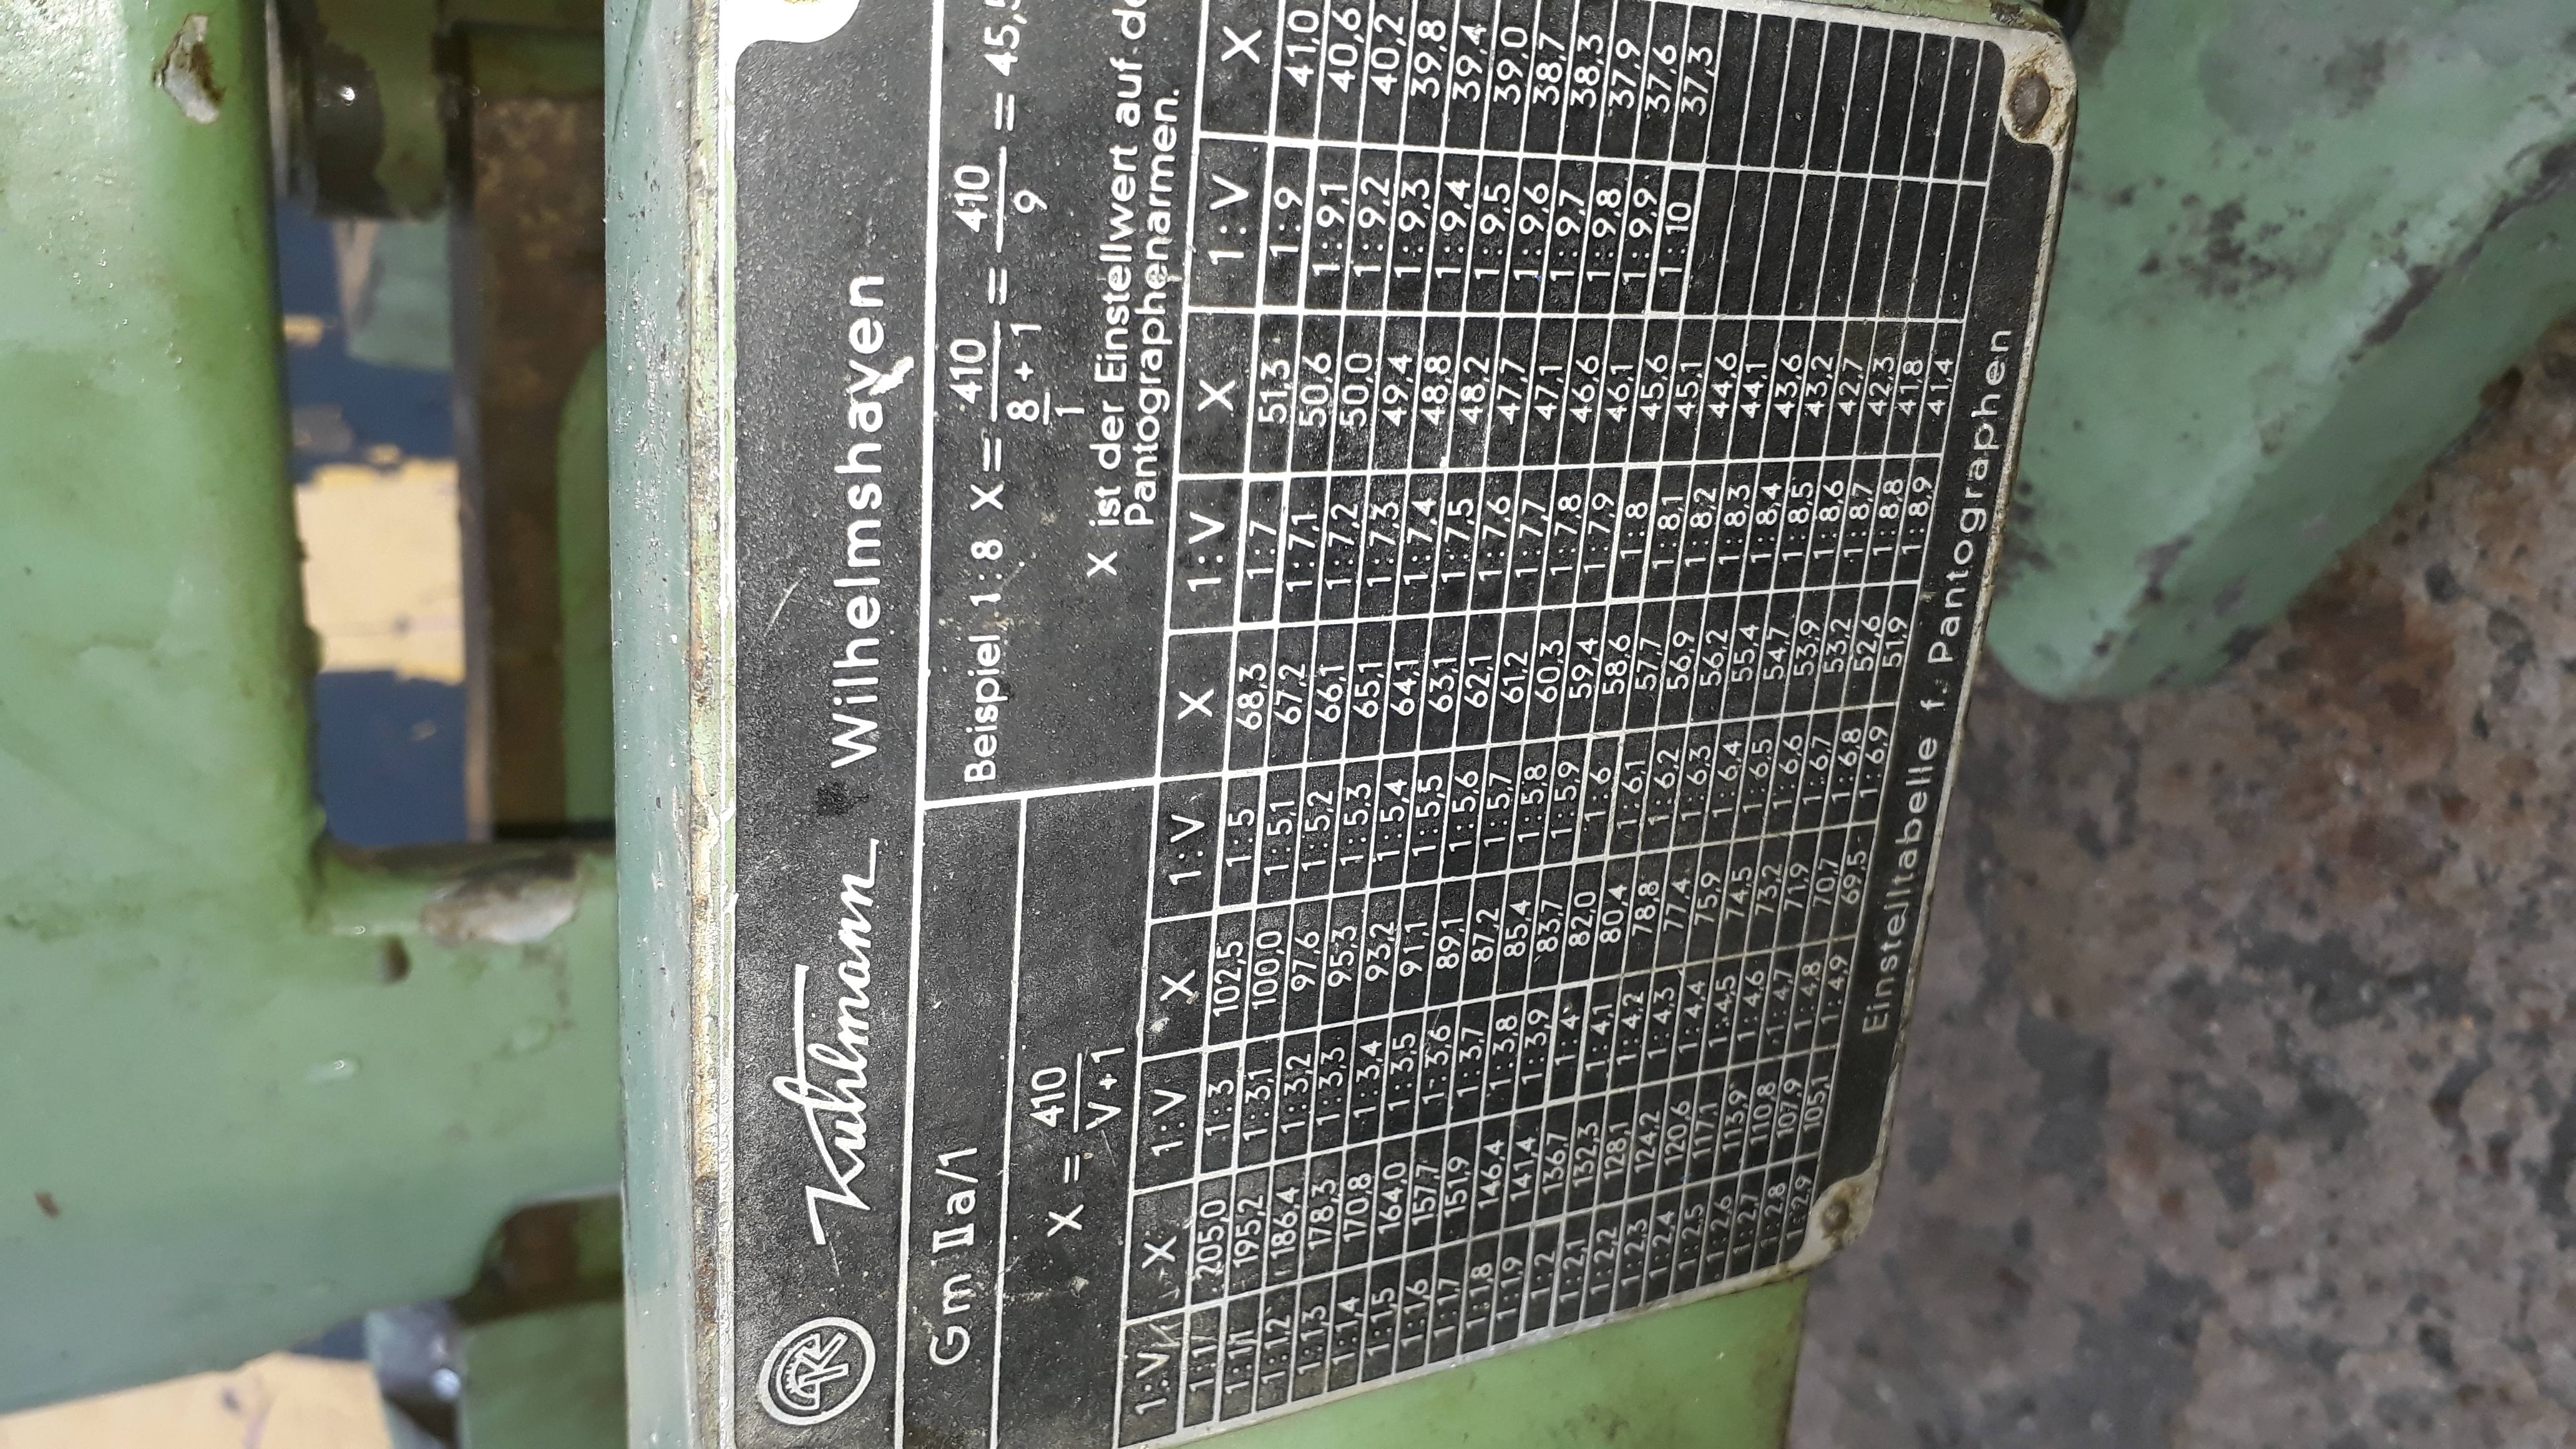 Kuhlmann Wilhelmshaven
Gm IIa/1
X = 410 / V+1
Beispiel 1:8 X = 410 / 8/1 + 1 = 410 / 9 = 45,5
X ist der Einstellwert auf de
Pantographenarmen.
1:V X 1:V X 1:V X 1:V X 1:V X
1:1 205,0 1:3 102,5 1:5 68,3 1:7 51,3 1:9 41,0
1:1,1 195,2 1:3,1 100,0 1:5,1 67,2 1:7,1 50,6 1:9,1 40,6
1:1,2 186,4 1:3,2 97,6 1:5,2 66,1 1:7,2 50,0 1:9,2 40,2
1:1,3 178,3 1:3,3 95,3 1:5,3 65,1 1:7,3 49,4 1:9,3 39,8
1:1,4 170,8 1:3,4 93,2 1:5,4 64,1 1:7,4 48,8 1:9,4 39,4
1:1,5 164,0 1:3,5 91,1 1:5,5 63,1 1:7,5 48,2 1:9,5 39,0
1:1,6 157,7 1:3,6 89,1 1:5,6 62,1 1:7,6 47,7 1:9,6 38,7
1:1,7 151,9 1:3,7 87,2 1:5,7 61,2 1:7,7 47,1 1:9,7 38,3
1:1,8 146,4 1:3,8 85,4 1:5,8 60,3 1:7,8 46,6 1:9,8 37,9
1:1,9 141,4 1:3,9 83,7 1:5,9 59,4 1:7,9 46,1 1:9,9 37,6
1:2 136,7 1:4 82,0 1:6 58,6 1:8 45,6 1:10 37,3
1:2,1 132,3 1:4,1 80,4 1:6,1 57,7 1:8,1 45,1
1:2,2 128,1 1:4,2 78,8 1:6,2 56,9 1:8,2 44,6
1:2,3 124,2 1:4,3 77,4 1:6,3 56,2 1:8,3 44,1
1:2,4 120,6 1:4,4 75,9 1:6,4 55,4 1:8,4 43,6
1:2,5 117,1 1:4,5 74,5 1:6,5 54,7 1:8,5 43,2
1:2,6 113,9 1:4,6 73,2 1:6,6 53,9 1:8,6 42,7
1:2,7 110,8 1:4,7 71,9 1:6,7 53,2 1:8,7 42,3
1:2,8 107,9 1:4,8 70,7 1:6,8 52,6 1:8,8 41,8
1:2,9 105,1 1:4,9 69,5 1:6,9 51,9 1:8,9 41,4
Einstelltabelle f. Pantographen